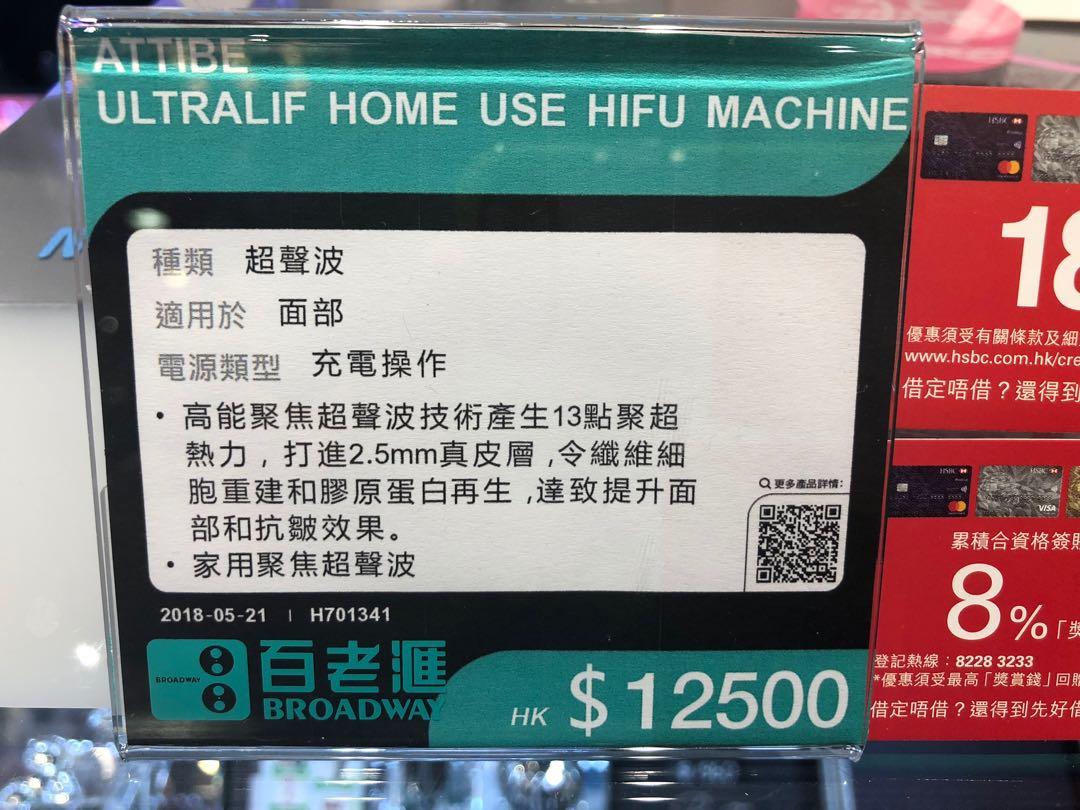 ATTIBE
ULTRALIF HOME USE HIFU MACHINE
種類 超聲波
適用於 面部
電源類型 充電操作
• 高能聚焦超聲波技術產生13點聚超
熱力，打進2.5mm真皮層,令纖維細
胞重建和膠原蛋白再生,達致提升面
部和抗皺效果。
• 家用聚焦超聲波
更多產品詳情:
2018-05-21 | H701341
BROADWAY
百老滙
BROADWAY
HK $12500
HSBC
18
優惠須受有關條款及細
www.hsbc.com.hk/cre
借定唔借？還得到
HSBC
HSBC
VISA
累積合資格簽賬
8%「獎
登記熱線：8228 3233
*優惠須受最高「獎賞錢」回贈
借定唔借？還得到先好借